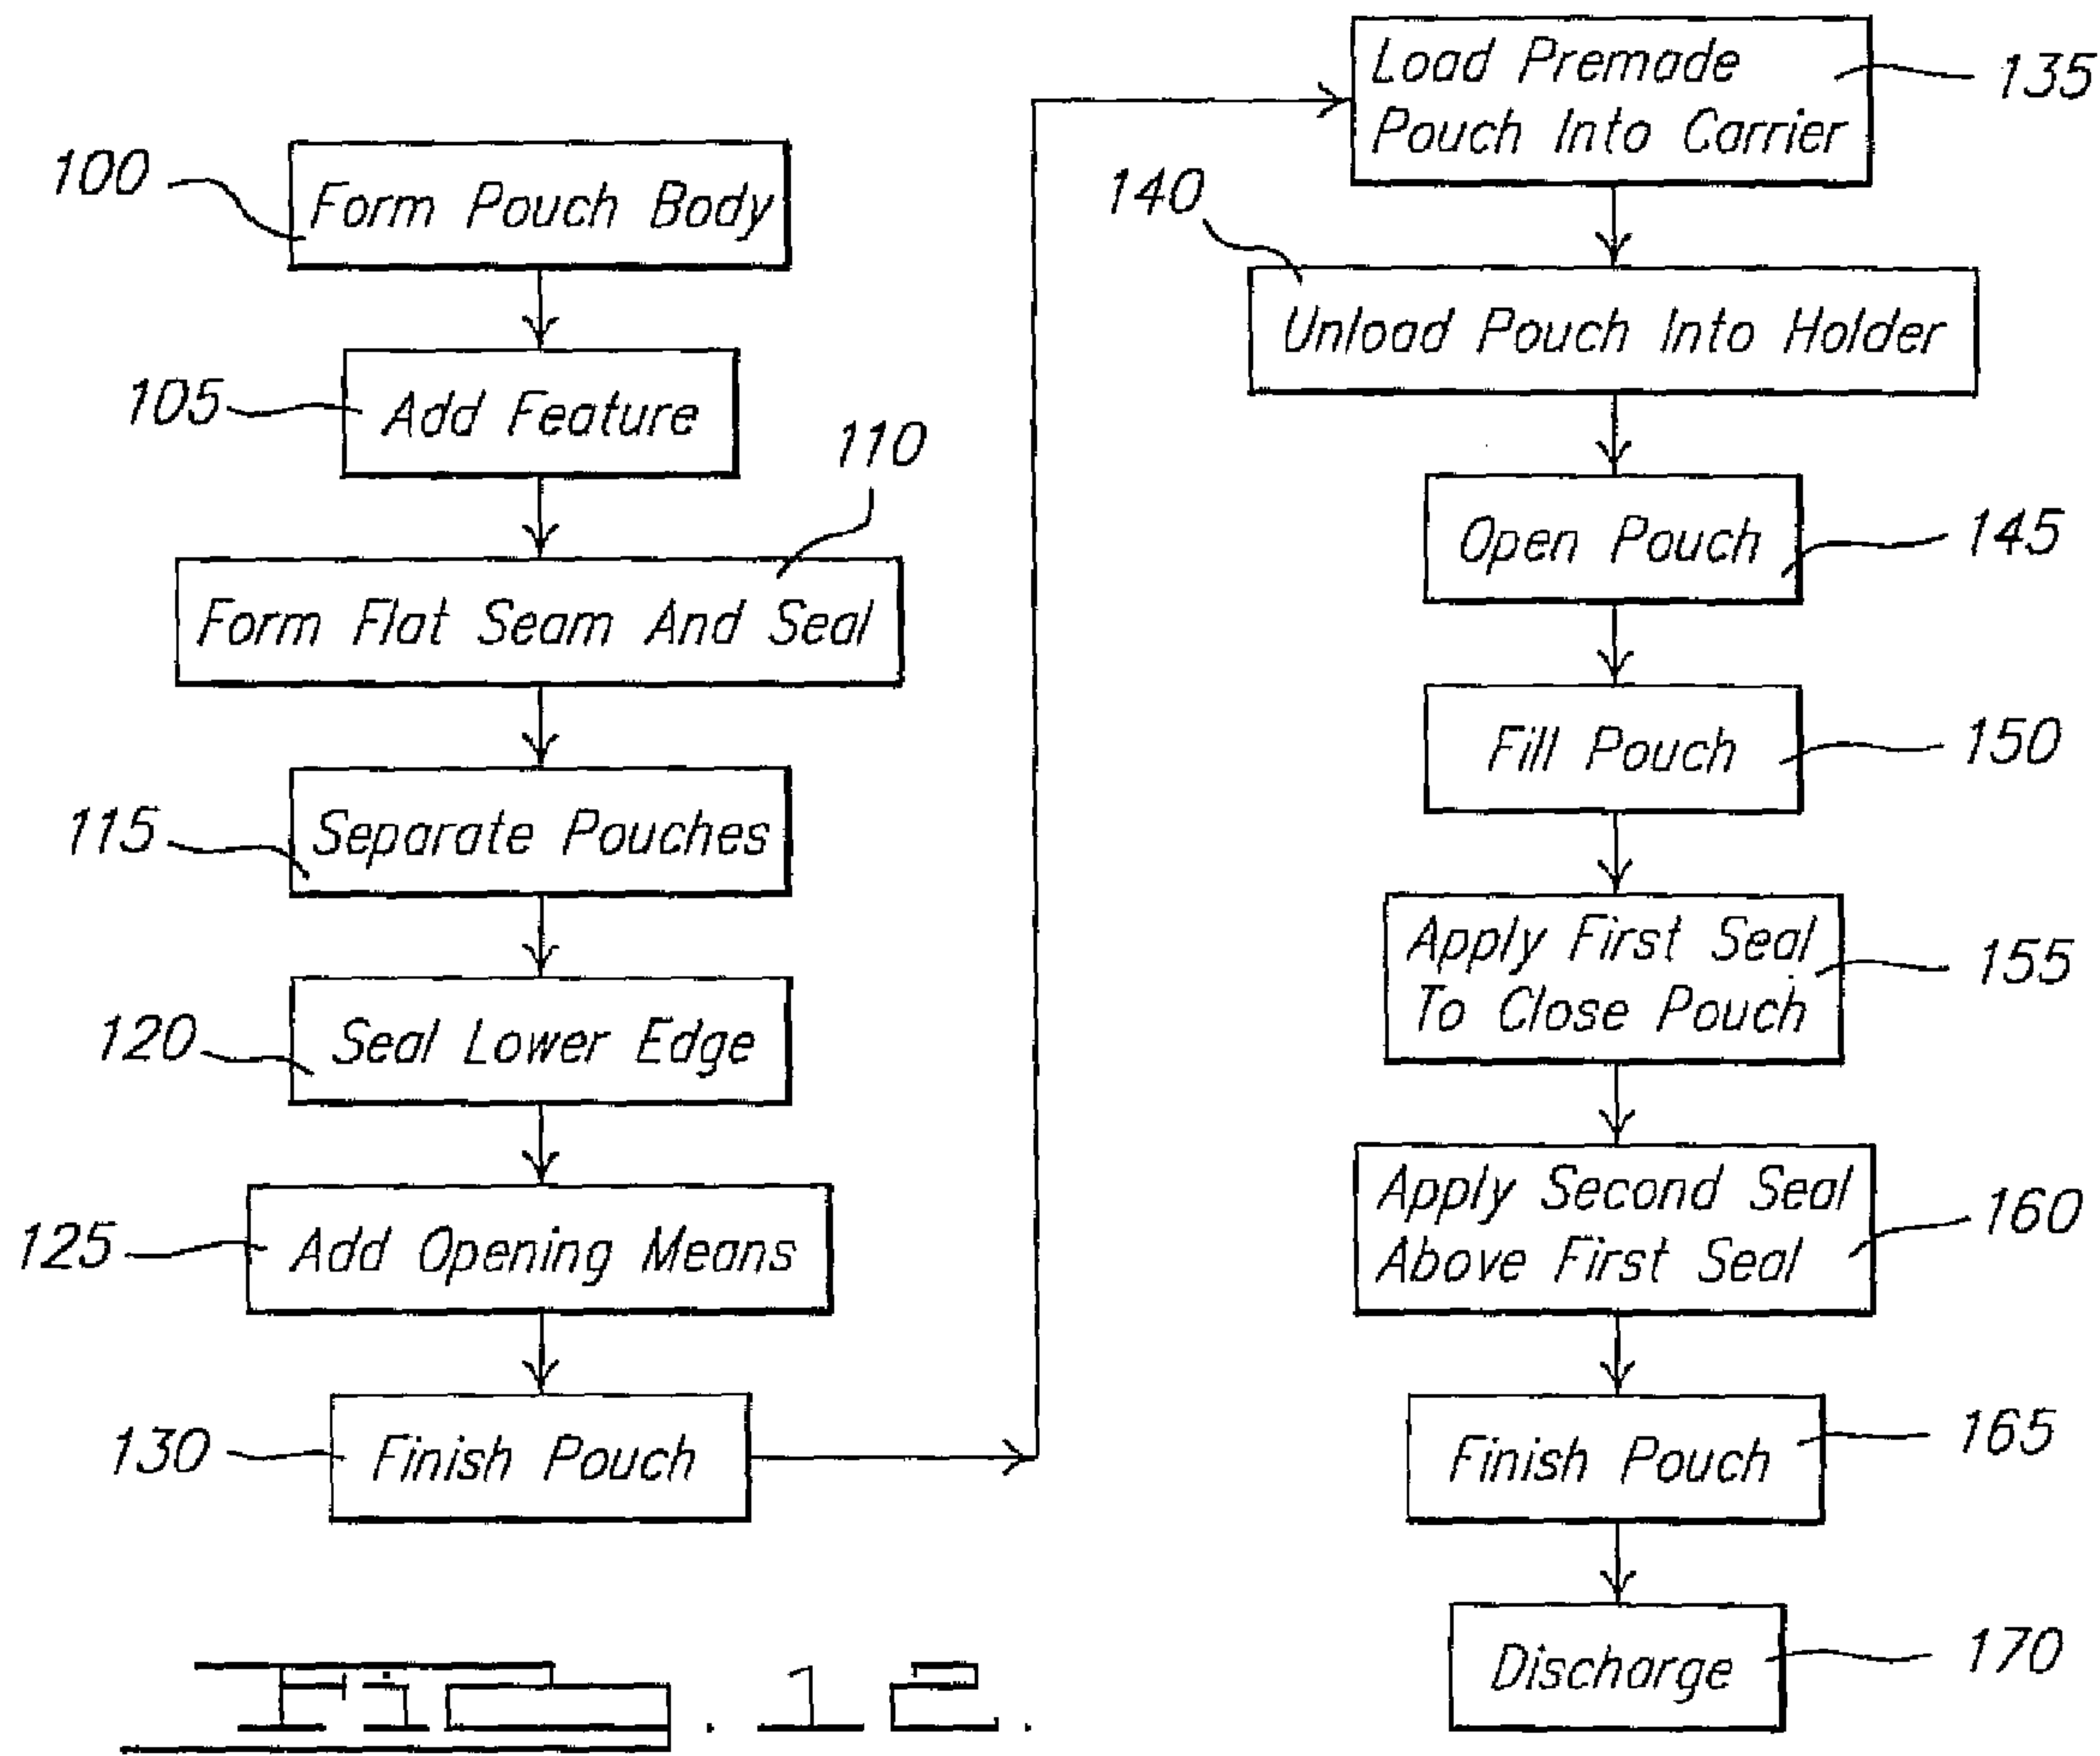 100
Form Pouch Body
105
Add Feature
110
Form Flat Seam And Seal
115
Separate Pouches
120
Seal Lower Edge
125
Add Opening Means
130
Finish Pouch
Load Premade
Pouch Into Carrier
135
140
Unload Pouch Into Holder
Open Pouch
145
Fill Pouch
150
Apply First Seal
To Close Pouch
155
Apply Second Seal
Above First Seal
160
Finish Pouch
165
Discharge
170
Fig. 12.